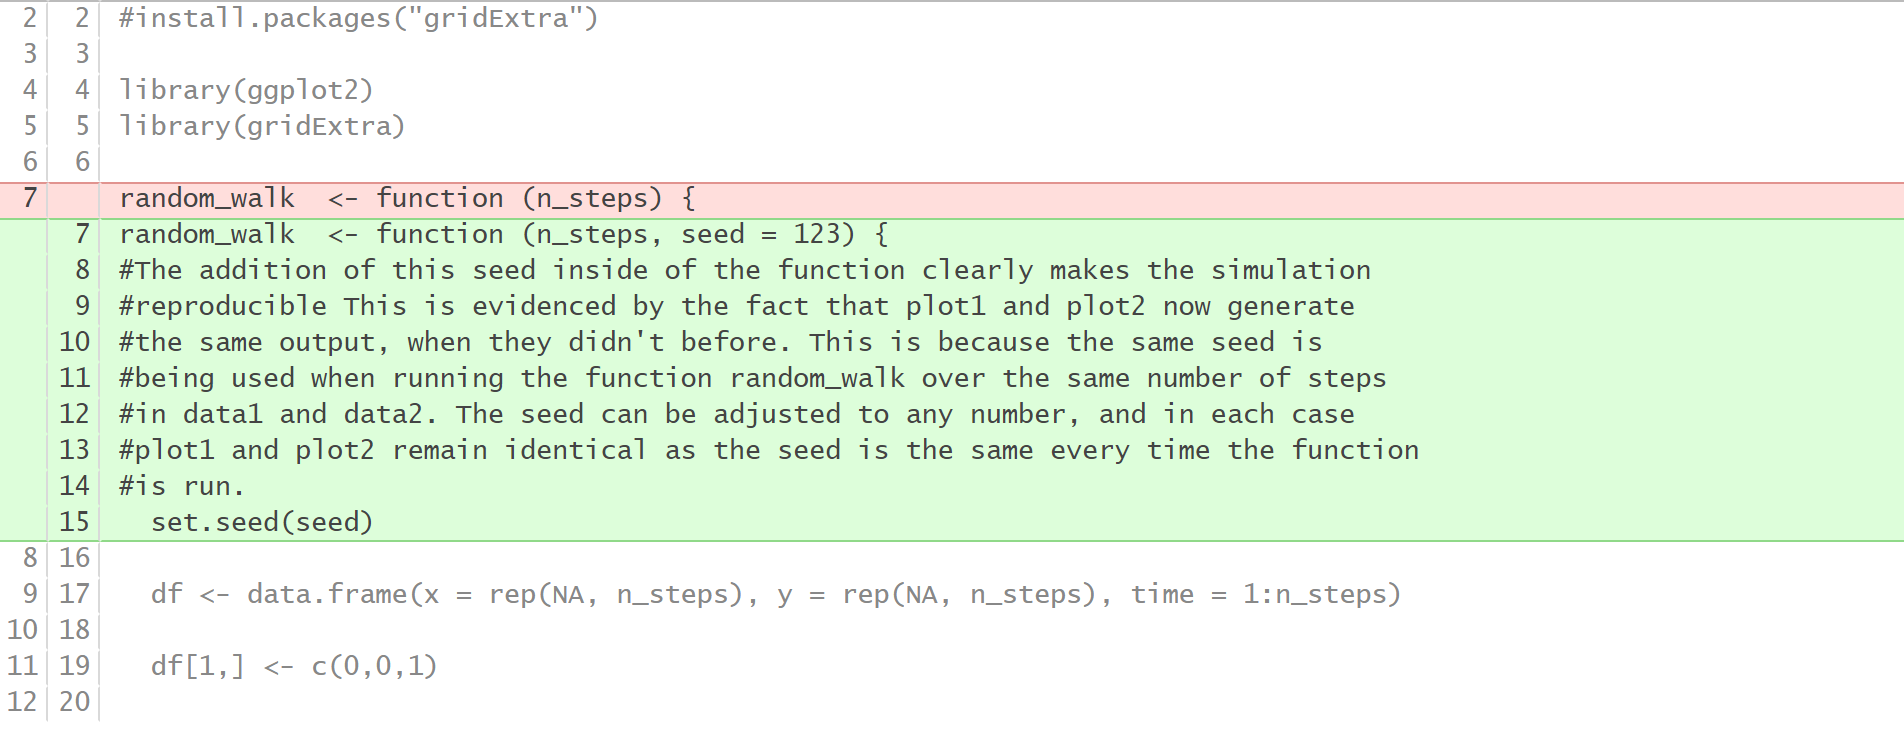 2 2 #install.packages("gridExtra")
3 3
4 4 library(ggplot2)
5 5 library(gridExtra)
6 6
7 random_walk  <- function (n_steps) {
7 random_walk  <- function (n_steps, seed = 123) {
8 #The addition of this seed inside of the function clearly makes the simulation
9 #reproducible This is evidenced by the fact that plot1 and plot2 now generate
10 #the same output, when they didn't before. This is because the same seed is
11 #being used when running the function random_walk over the same number of steps
12 #in data1 and data2. The seed can be adjusted to any number, and in each case
13 #plot1 and plot2 remain identical as the seed is the same every time the function
14 #is run.
15   set.seed(seed)
8 16
9 17   df <- data.frame(x = rep(NA, n_steps), y = rep(NA, n_steps), time = 1:n_steps)
10 18
11 19   df[1,] <- c(0,0,1)
12 20